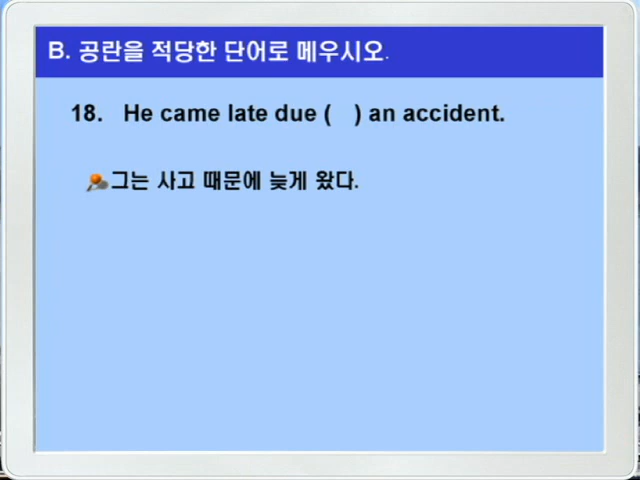 B. 공란을 적당한 단어로 메우시오.
18. He came late due ( ) an accident.
그는 사고 때문에 늦게 왔다.